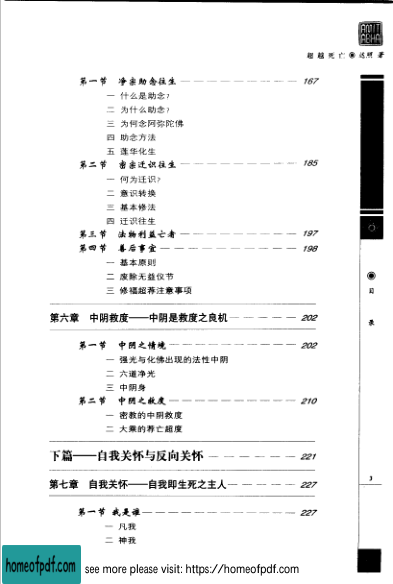 AMIT
ABHA
超越死亡 ◉ 达照 著
第一节 净宗助念往生 167
一 什么是助念?
二 为什么助念?
三 为何念阿弥陀佛
四 助念方法
五 莲华化生
第二节 密宗迁识往生 185
一 何为迁识?
二 意识转换
三 基本修法
四 迁识往生
第三节 法物利益亡者 197
第四节 善后事宜 198
一 基本原则
二 废除无益仪节
三 修福超荐注意事项
第六章 中阴救度——中阴是救度之良机 202
第一节 中阴之情境 202
一 强光与化佛出现的法性中阴
二 六道净光
三 中阴身
第二节 中阴之救度 210
一 密教的中阴救度
二 大乘的荐亡超度
下篇——自我关怀与反向关怀 221
第七章 自我关怀——自我即生死之主人 227
第一节 我是谁 227
一 凡我
二 神我
目录
3
homeofpdf.com
see more please visit: https://homeofpdf.com